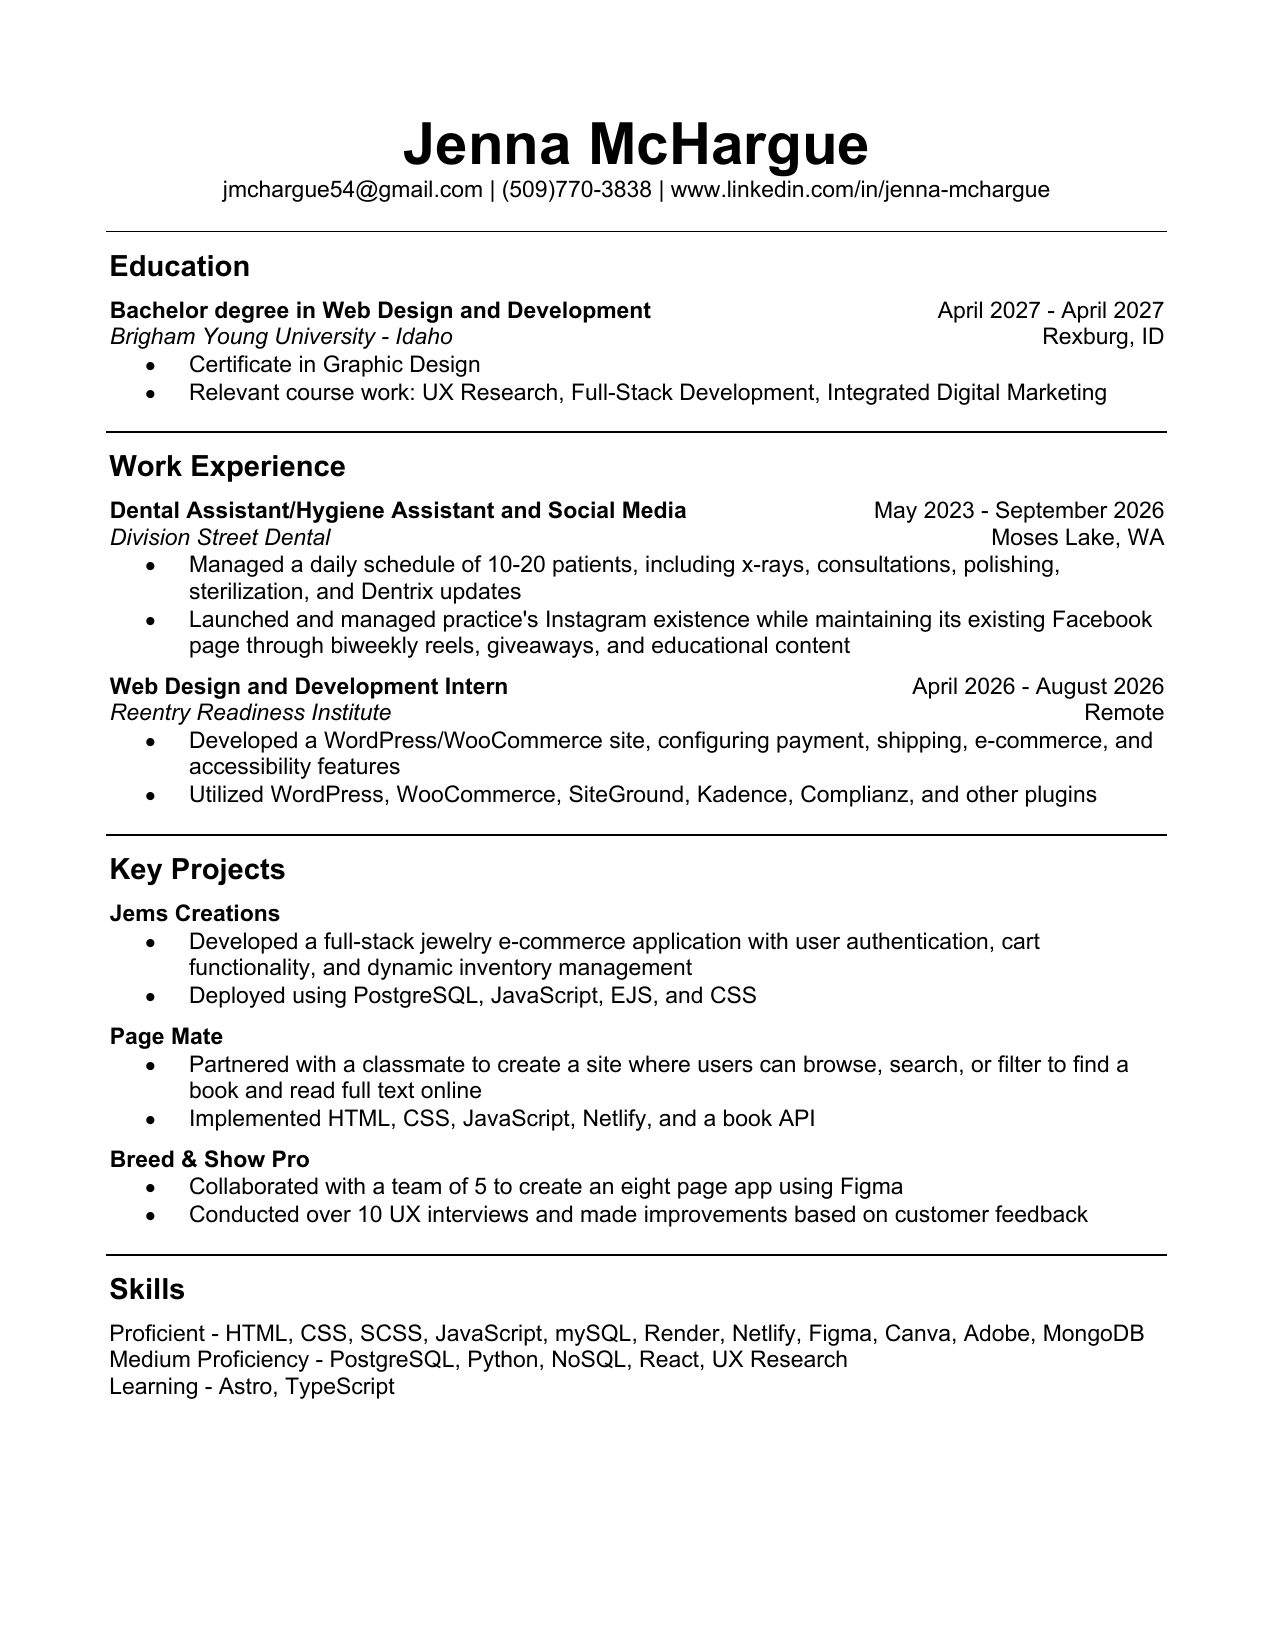 Jenna McHargue
jmchargue54@gmail.com | (509)770-3838 | www.linkedin.com/in/jenna-mchargue
Education
Bachelor degree in Web Design and Development April 2027 - April 2027
Brigham Young University - Idaho Rexburg, ID
● Certificate in Graphic Design
● Relevant course work: UX Research, Full-Stack Development, Integrated Digital Marketing
Work Experience
Dental Assistant/Hygiene Assistant and Social Media May 2023 - September 2026
Division Street Dental Moses Lake, WA
● Managed a daily schedule of 10-20 patients, including x-rays, consultations, polishing,
sterilization, and Dentrix updates
● Launched and managed practice's Instagram existence while maintaining its existing Facebook
page through biweekly reels, giveaways, and educational content
Web Design and Development Intern April 2026 - August 2026
Reentry Readiness Institute Remote
● Developed a WordPress/WooCommerce site, configuring payment, shipping, e-commerce, and
accessibility features
● Utilized WordPress, WooCommerce, SiteGround, Kadence, Complianz, and other plugins
Key Projects
Jems Creations
● Developed a full-stack jewelry e-commerce application with user authentication, cart
functionality, and dynamic inventory management
● Deployed using PostgreSQL, JavaScript, EJS, and CSS
Page Mate
● Partnered with a classmate to create a site where users can browse, search, or filter to find a
book and read full text online
● Implemented HTML, CSS, JavaScript, Netlify, and a book API
Breed & Show Pro
● Collaborated with a team of 5 to create an eight page app using Figma
● Conducted over 10 UX interviews and made improvements based on customer feedback
Skills
Proficient - HTML, CSS, SCSS, JavaScript, mySQL, Render, Netlify, Figma, Canva, Adobe, MongoDB
Medium Proficiency - PostgreSQL, Python, NoSQL, React, UX Research
Learning - Astro, TypeScript